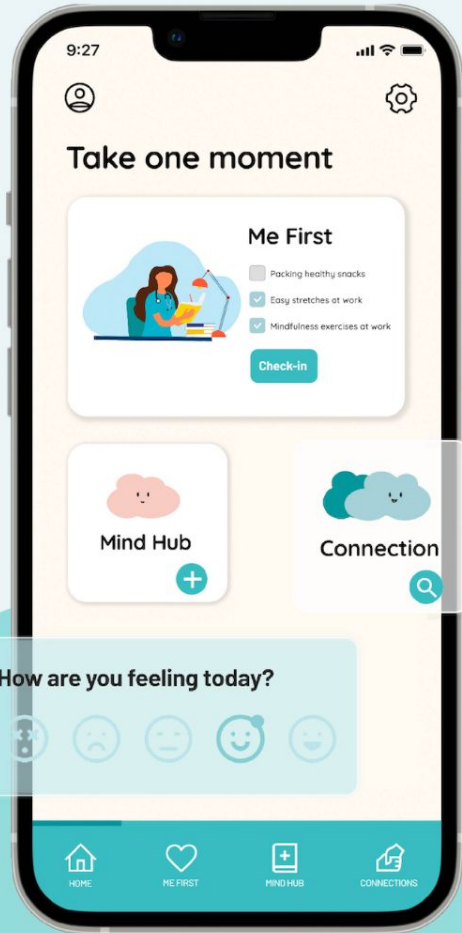 9:27
Take one moment
Me First
Packing healthy snacks
Easy stretches at work
Mindfulness exercises at work
Check-in
Mind Hub
Connection
How are you feeling today?
HOME
ME FIRST
MIND HUB
CONNECTIONS